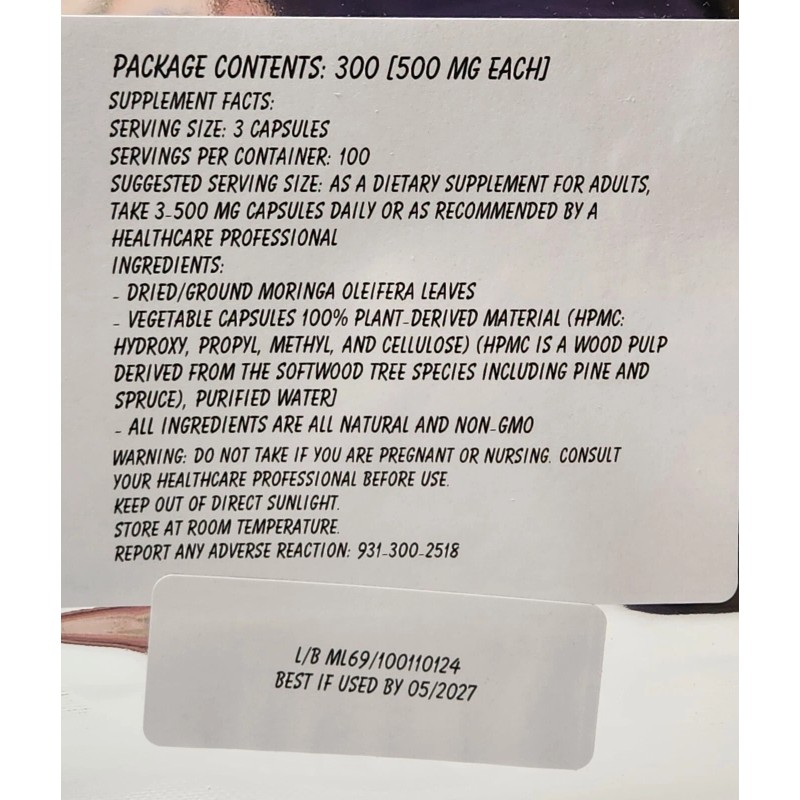 PACKAGE CONTENTS: 300 [500 MG EACH]
SUPPLEMENT FACTS:
SERVING SIZE: 3 CAPSULES
SERVINGS PER CONTAINER: 100
SUGGESTED SERVING SIZE: AS A DIETARY SUPPLEMENT FOR ADULTS,
TAKE 3-500 MG CAPSULES DAILY OR AS RECOMMENDED BY A
HEALTHCARE PROFESSIONAL
INGREDIENTS:
- DRIED/GROUND MORINGA OLEIFERA LEAVES
- VEGETABLE CAPSULES 100% PLANT-DERIVED MATERIAL (HPMC:
HYDROXY, PROPYL, METHYL, AND CELLULOSE) (HPMC IS A WOOD PULP
DERIVED FROM THE SOFTWOOD TREE SPECIES INCLUDING PINE AND
SPRUCE), PURIFIED WATER]
- ALL INGREDIENTS ARE ALL NATURAL AND NON-GMO
WARNING: DO NOT TAKE IF YOU ARE PREGNANT OR NURSING. CONSULT
YOUR HEALTHCARE PROFESSIONAL BEFORE USE.
KEEP OUT OF DIRECT SUNLIGHT.
STORE AT ROOM TEMPERATURE.
REPORT ANY ADVERSE REACTION: 931-300-2518
L/B ML69/100110124
BEST IF USED BY 05/2027